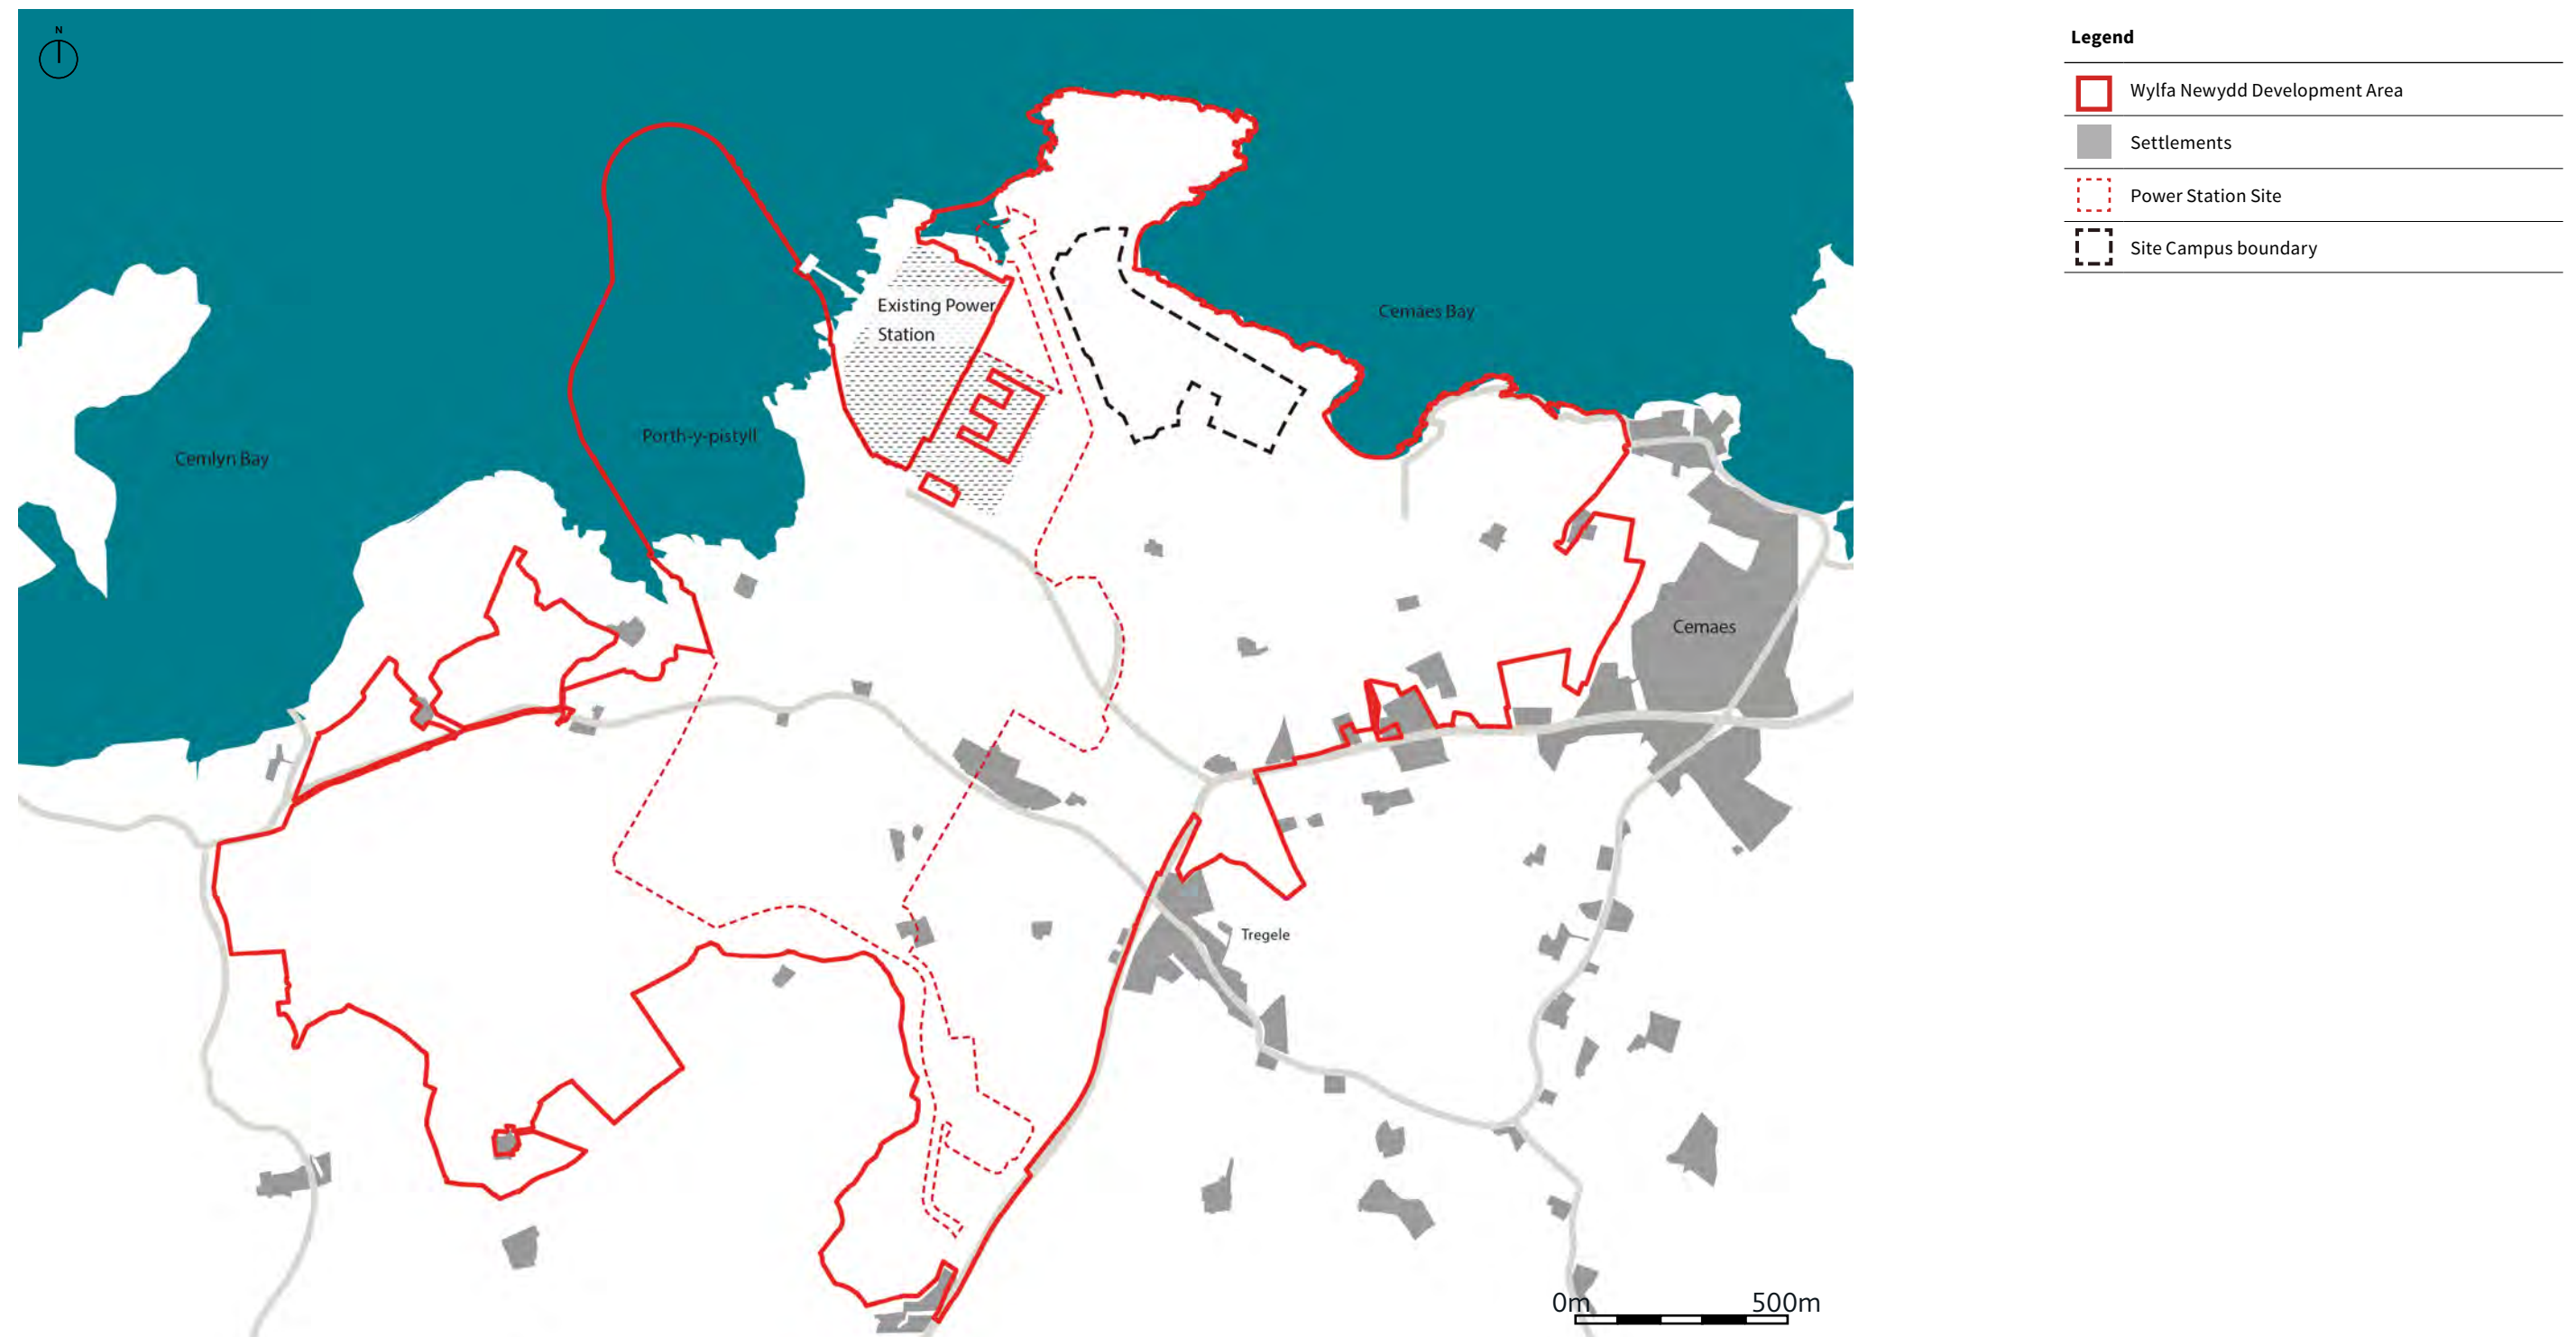 N
Existing Power
Station
Cemaes Bay
Porth-y-pistyll
Cemlyn Bay
Cemaes
Tregele
0m
500m
Legend
Wylfa Newydd Development Area
Settlements
Power Station Site
Site Campus boundary